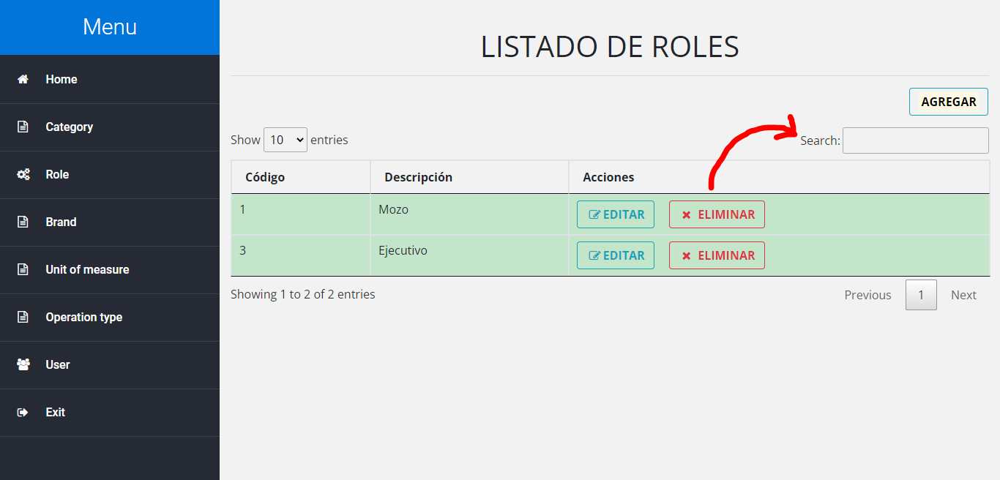 Menu
Home
Category
Role
Brand
Unit of measure
Operation type
User
Exit
LISTADO DE ROLES
AGREGAR
Show 10 entries
Search:
Código Descripción Acciones
1 Mozo EDITAR ELIMINAR
3 Ejecutivo EDITAR ELIMINAR
Showing 1 to 2 of 2 entries
Previous 1 Next